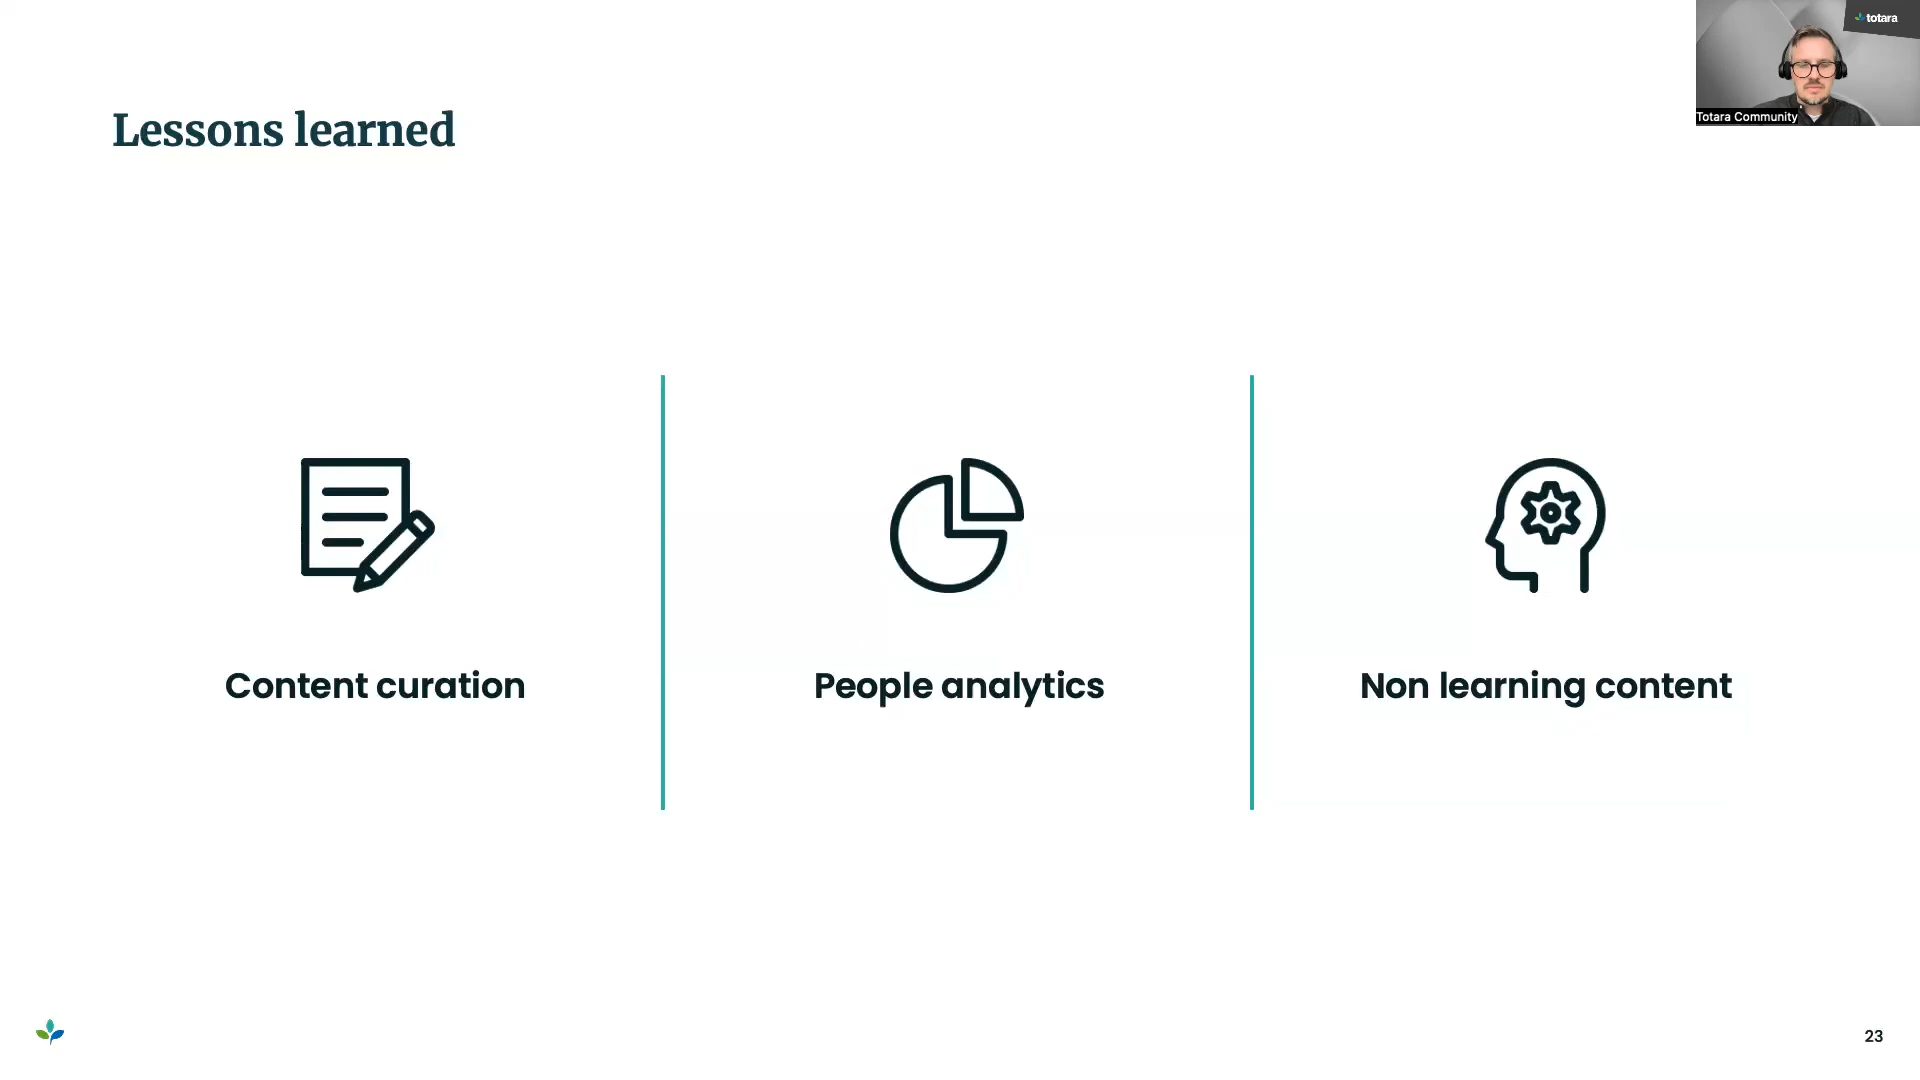 totara
Totara Community
Lessons learned
Content curation
People analytics
Non learning content
23